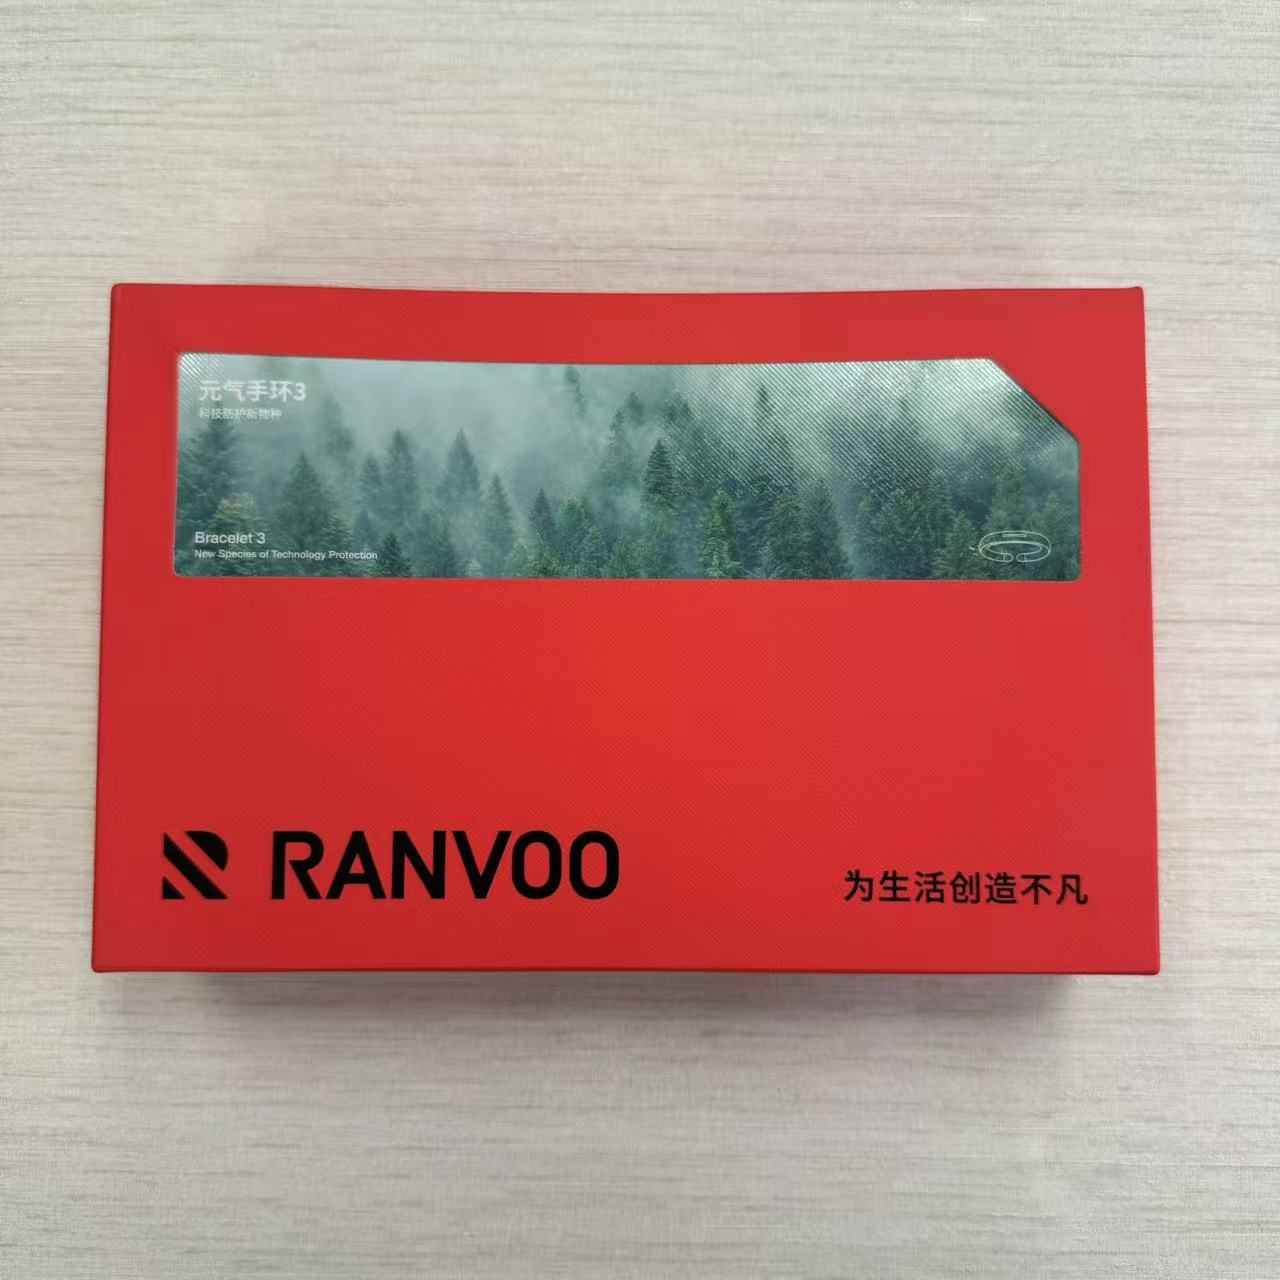 元气手环3
科技防护新物种
Bracelet 3
New Species of Technology Protection
RANVOO
为生活创造不凡